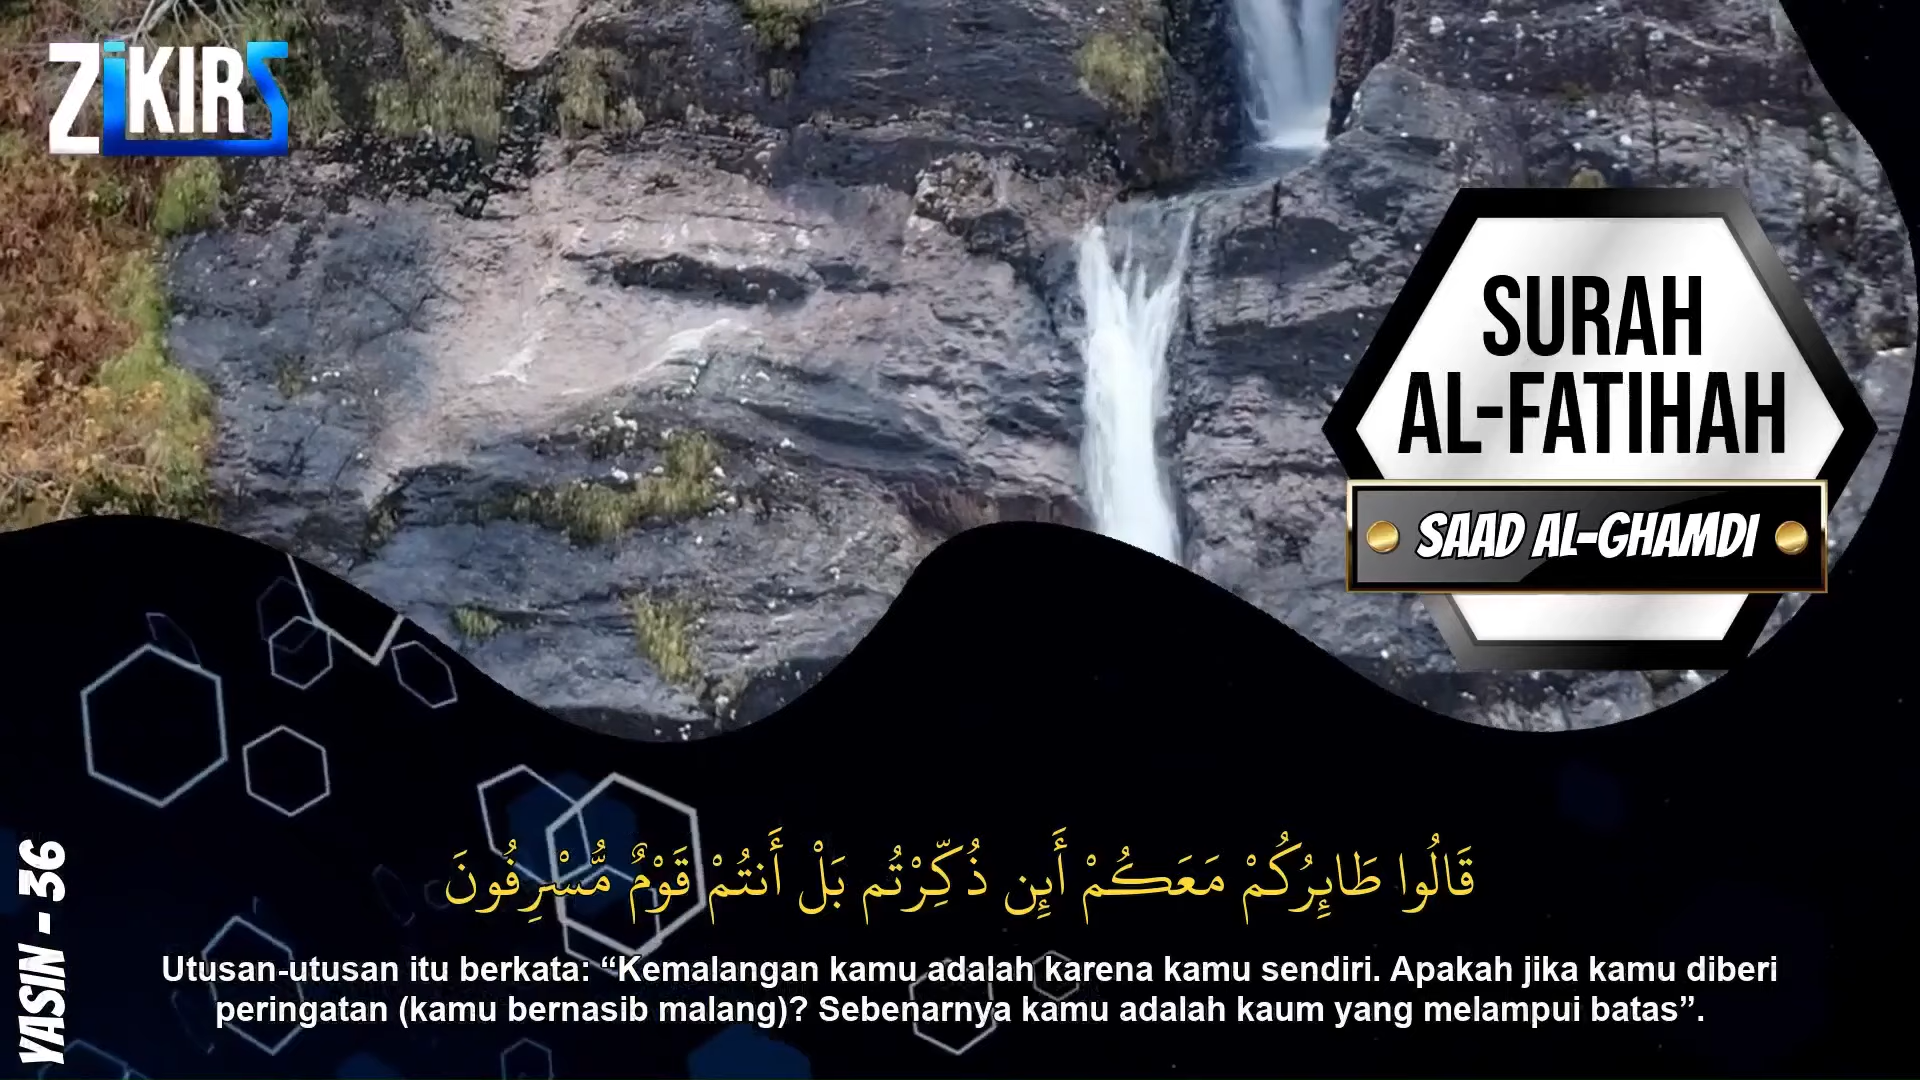 ZiKIRS
SURAH
AL-FATIHAH
SAAD AL-GHAMDI
قَالُوا طَائِرُكُمْ مَعَكُمْ أَئِن ذُكِّرْتُم بَلْ أَنتُمْ قَوْمٌ مُّسْرِفُونَ
Utusan-utusan itu berkata: “Kemalangan kamu adalah karena kamu sendiri. Apakah jika kamu diberi
peringatan (kamu bernasib malang)? Sebenarnya kamu adalah kaum yang melampui batas”.
YASIN - 36